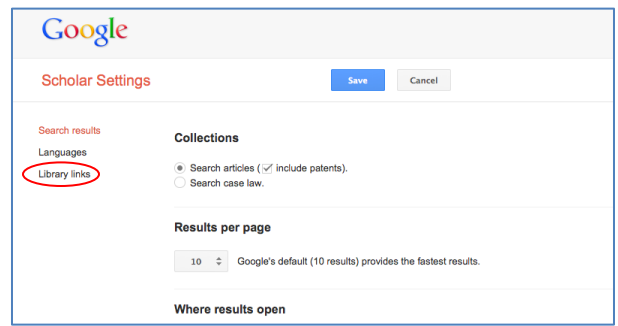 Google
Scholar Settings
Save
Cancel
Search results
Languages
Library links
Collections
Search articles ( include patents).
Search case law.
Results per page
10
Google's default (10 results) provides the fastest results.
Where results open